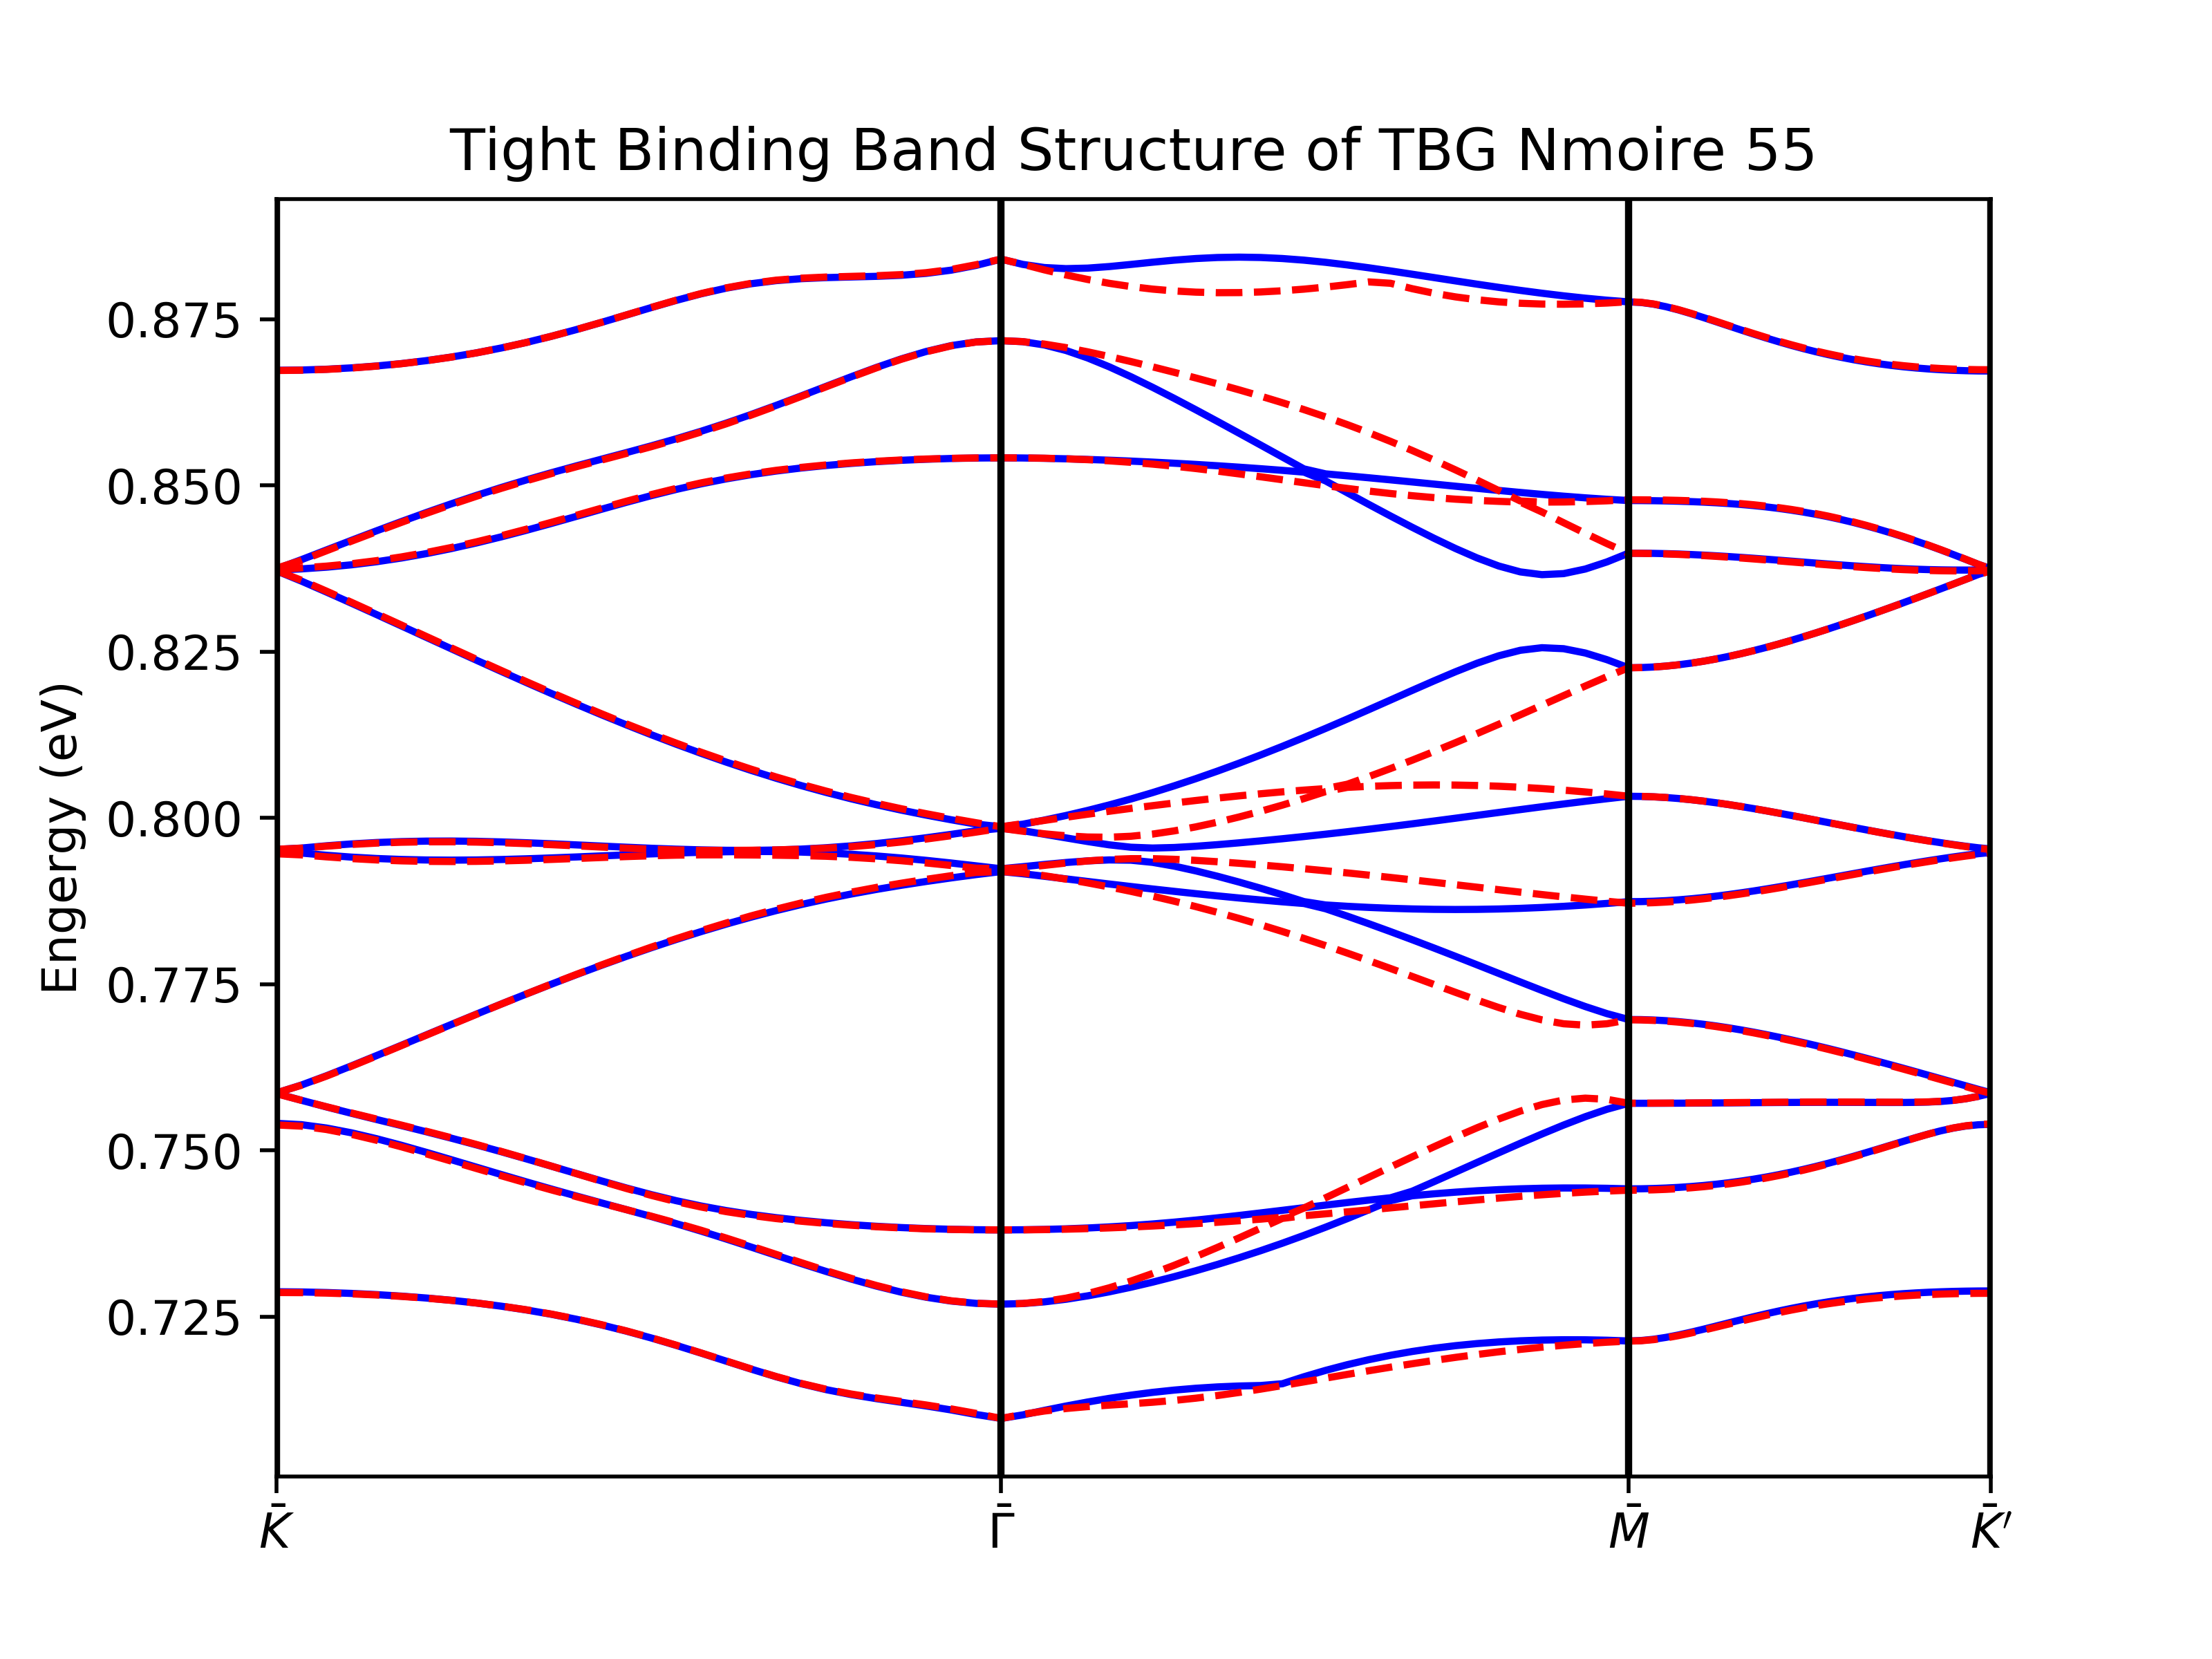 Tight Binding Band Structure of TBG Nmoire 55
Engergy (eV)
0.875
0.850
0.825
0.800
0.775
0.750
0.725
K̄ Γ̄ M̄ K̄′